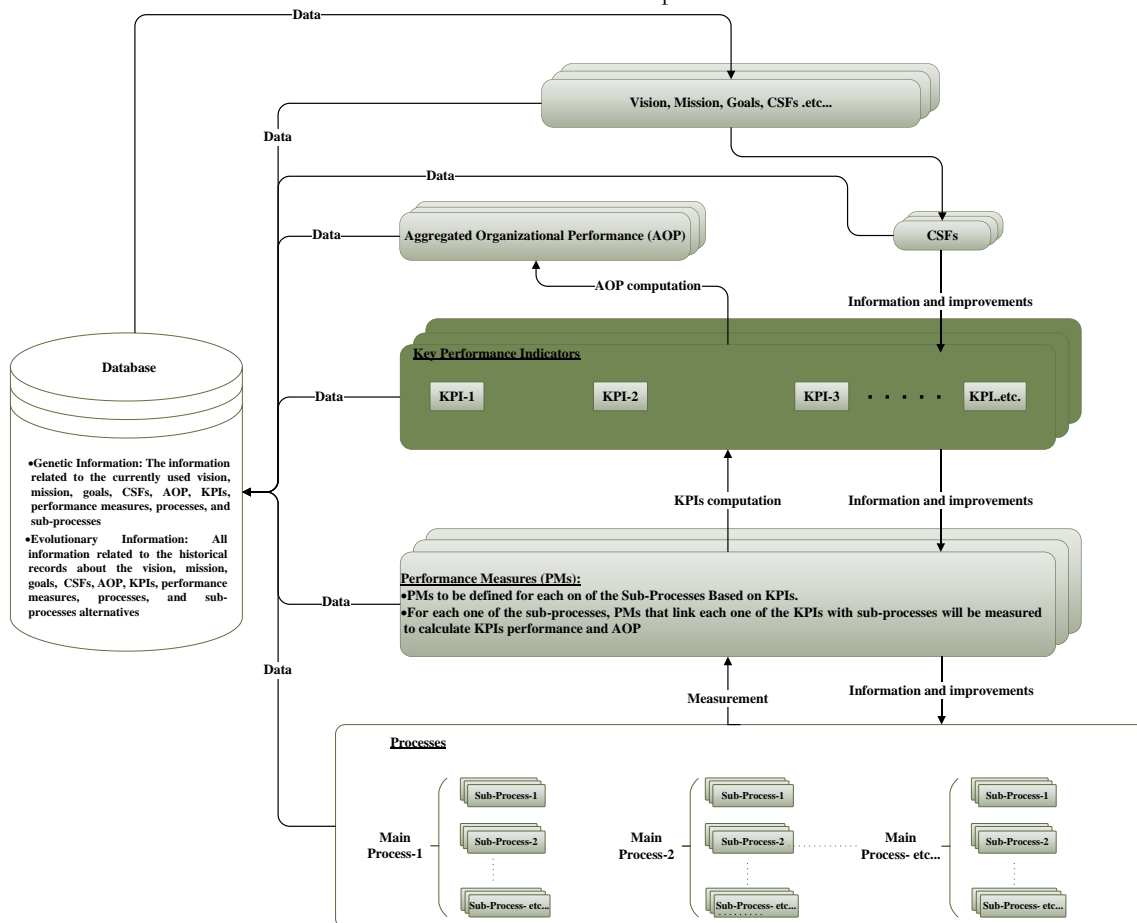 Data
Vision, Mission, Goals, CSFs .etc...
Data
Data
Data
Aggregated Organizational Performance (AOP)
CSFs
AOP computation
Information and improvements
Key Performance Indicators
Database
Data
KPI-1
KPI-2
KPI-3
. . . . .
KPI..etc.
•Genetic Information: The information
related to the currently used vision,
mission, goals, CSFs, AOP, KPIs,
performance measures, processes, and
sub-processes
•Evolutionary Information: All
information related to the historical
records about the vision, mission,
goals, CSFs, AOP, KPIs, performance
measures, processes, and sub-
processes alternatives
KPIs computation
Information and improvements
Data
Performance Measures (PMs):
•PMs to be defined for each on of the Sub-Processes Based on KPIs.
•For each one of the sub-processes, PMs that link each one of the KPIs with sub-processes will be measured
to calculate KPIs performance and AOP
Data
Measurement
Information and improvements
Processes
Main
Process-1
Sub-Process-1
Sub-Process-2
Sub-Process- etc...
Main
Process-2
Sub-Process-1
Sub-Process-2
Sub-Process- etc...
Main
Process- etc...
Sub-Process-1
Sub-Process-2
Sub-Process- etc...